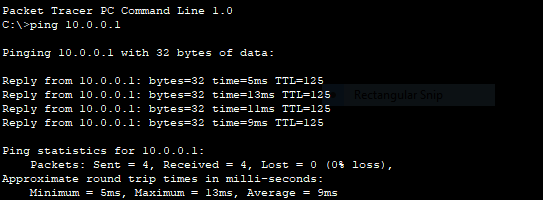 Packet Tracer PC Command Line 1.0
C:\>ping 10.0.0.1
Pinging 10.0.0.1 with 32 bytes of data:
Reply from 10.0.0.1: bytes=32 time=5ms TTL=125
Reply from 10.0.0.1: bytes=32 time=13ms TTL=125
Rectangular Snip
Reply from 10.0.0.1: bytes=32 time=11ms TTL=125
Reply from 10.0.0.1: bytes=32 time=9ms TTL=125
Ping statistics for 10.0.0.1:
Packets: Sent = 4, Received = 4, Lost = 0 (0% loss),
Approximate round trip times in milli-seconds:
Minimum = 5ms, Maximum = 13ms, Average = 9ms